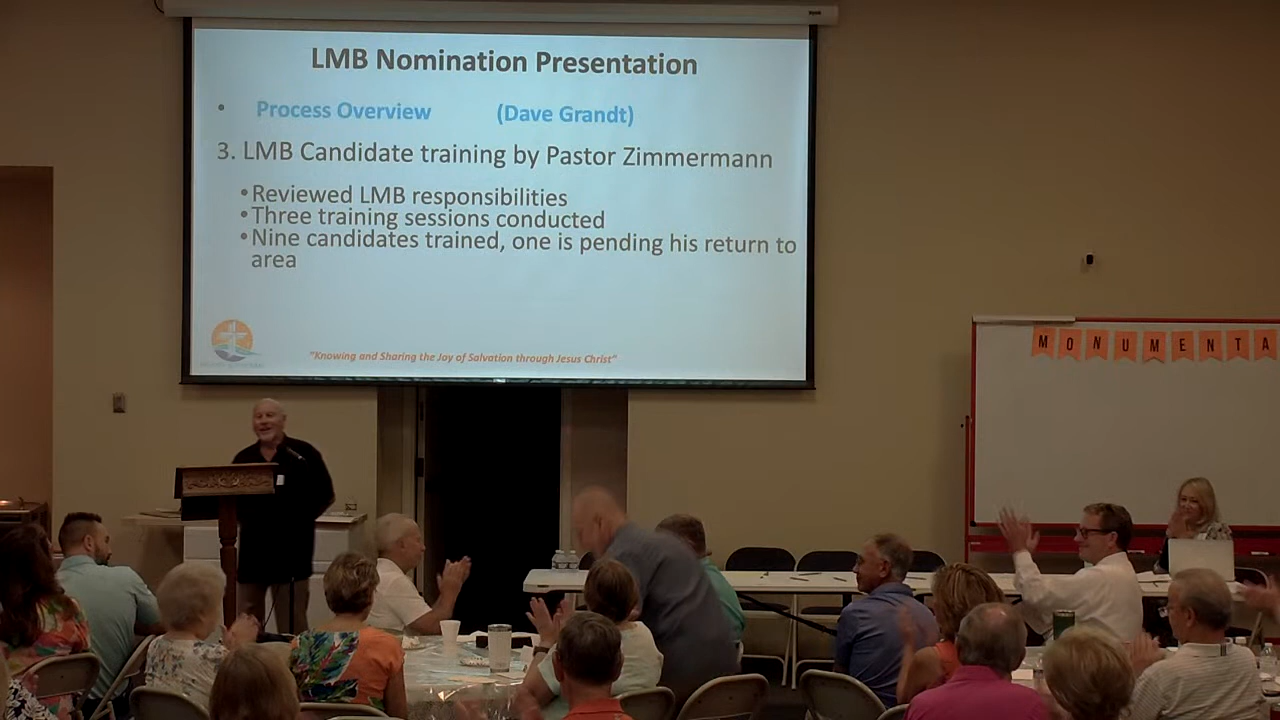 LMB Nomination Presentation
• Process Overview (Dave Grandt)
3. LMB Candidate training by Pastor Zimmermann
•Reviewed LMB responsibilities
•Three training sessions conducted
•Nine candidates trained, one is pending his return to
area
"Knowing and Sharing the Joy of Salvation through Jesus Christ"
MONUMENTA